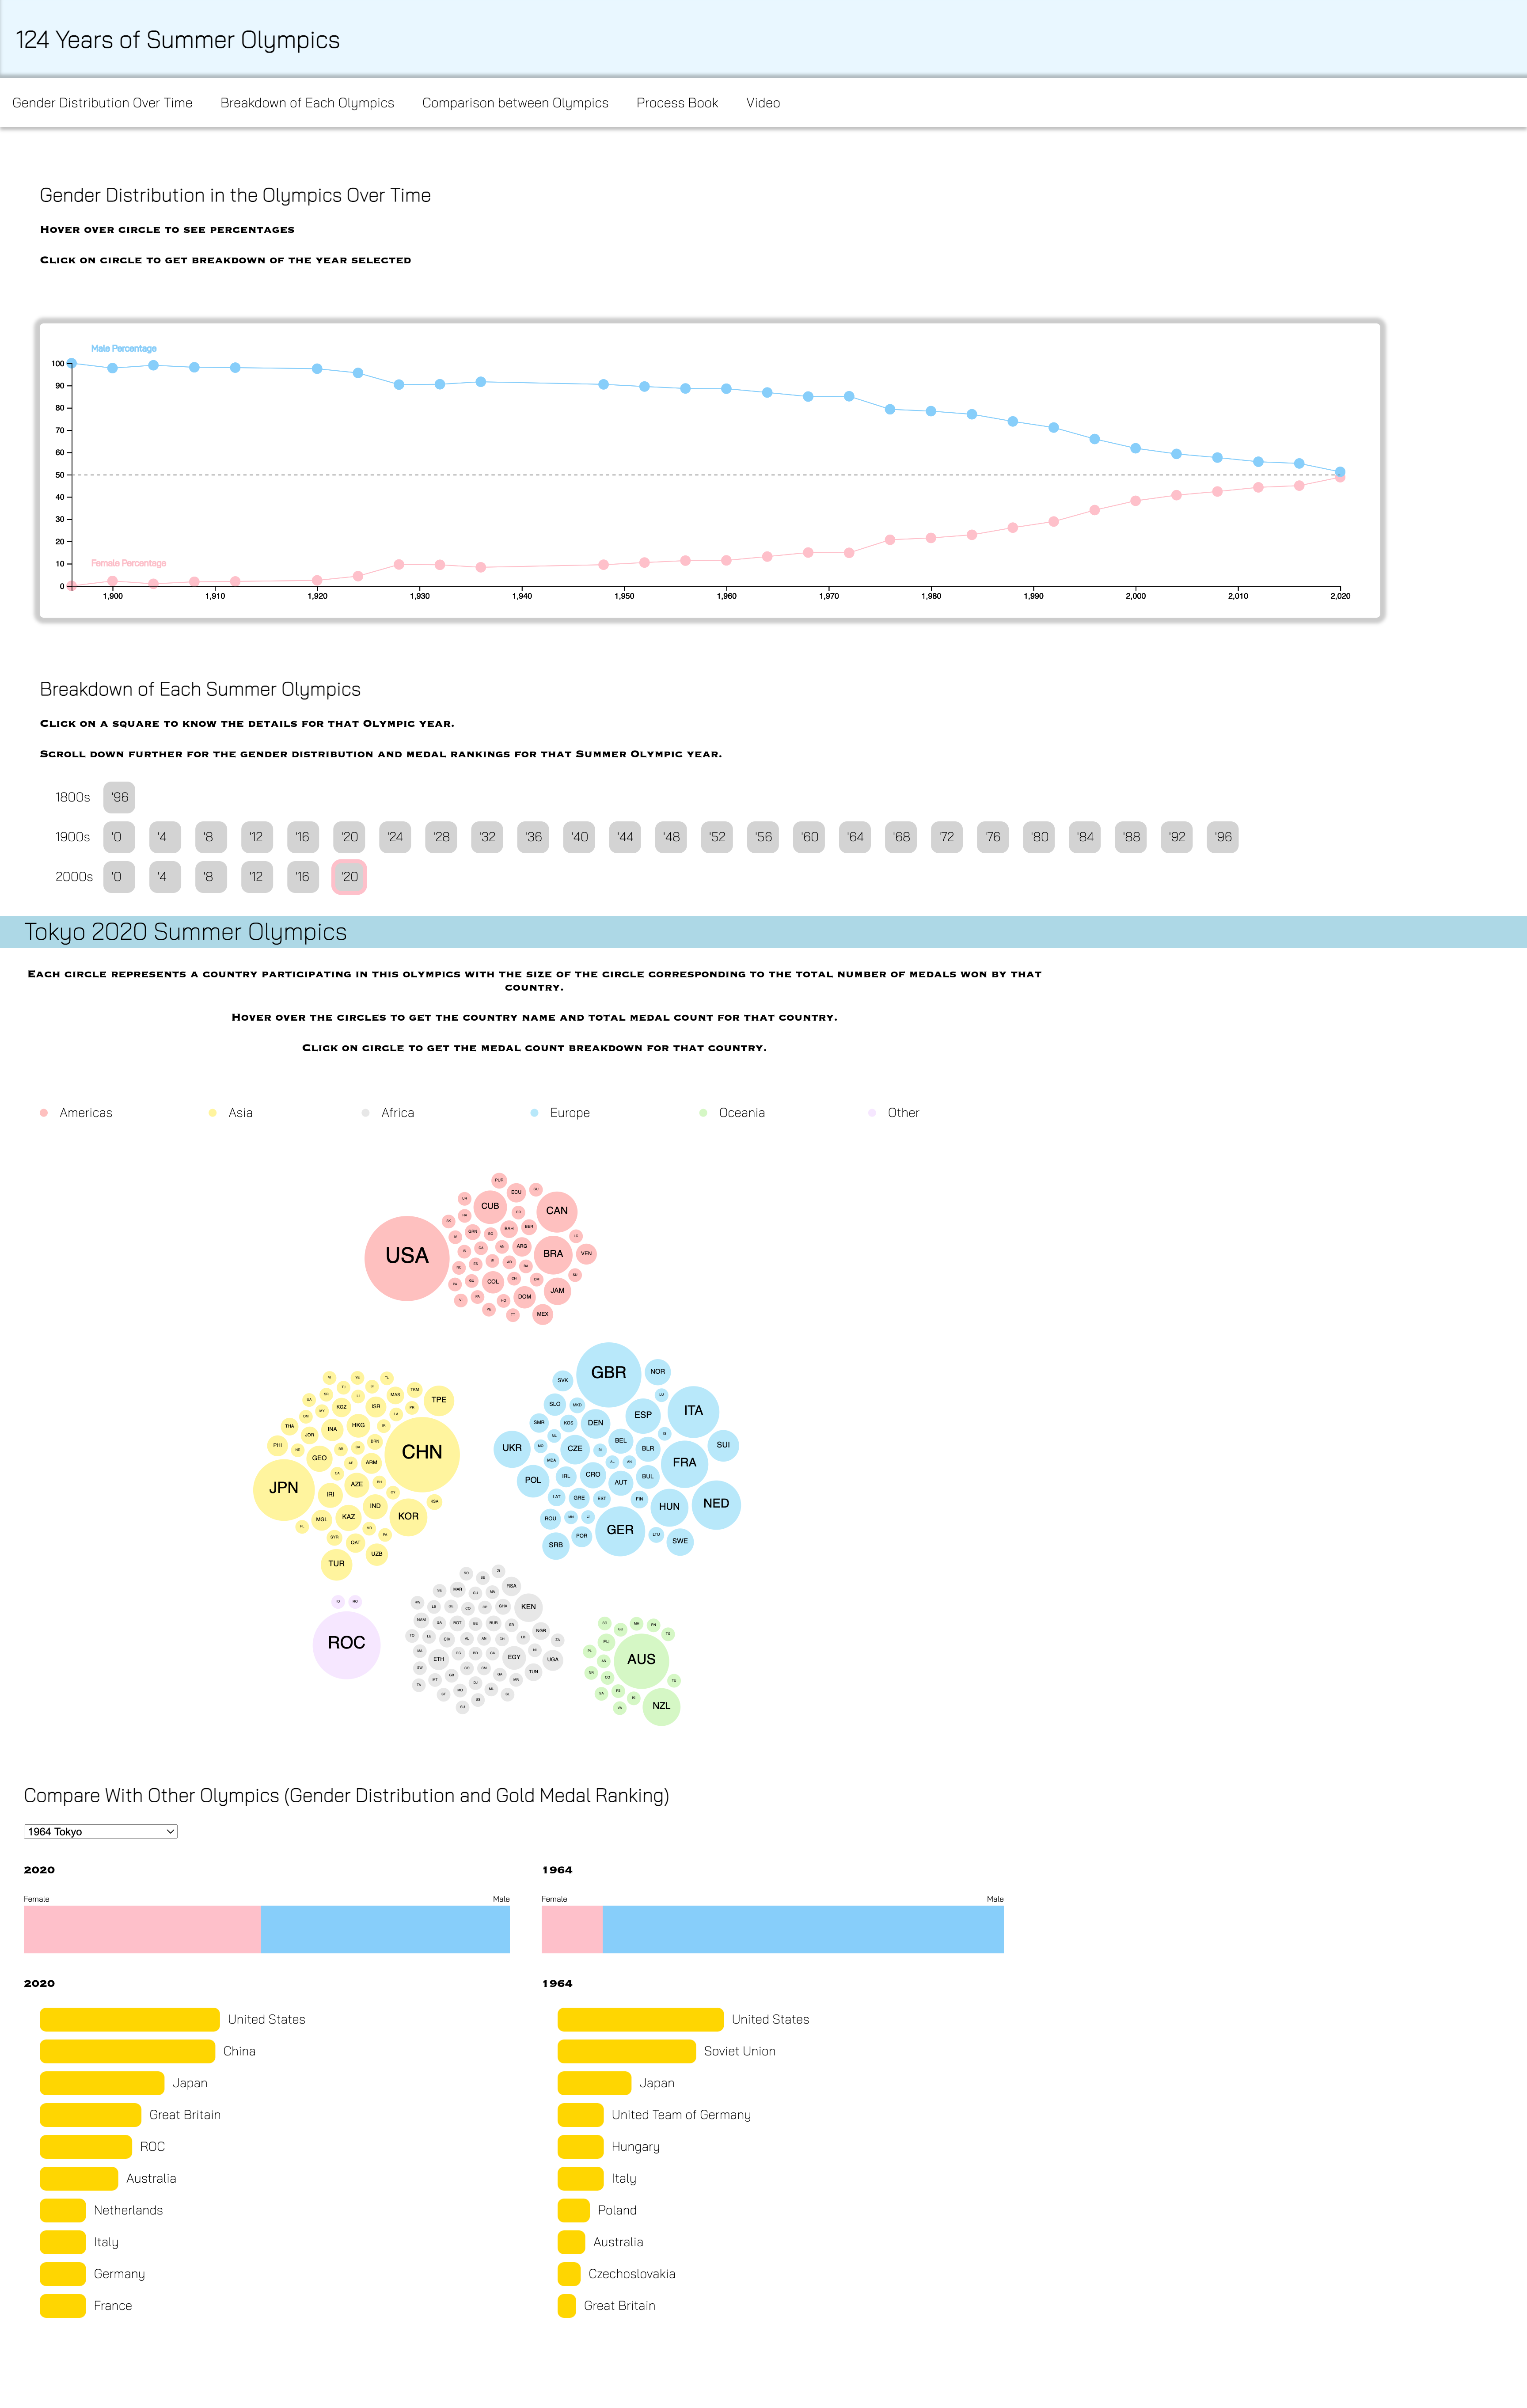 124 Years of Summer Olympics
Gender Distribution Over Time Breakdown of Each Olympics Comparison between Olympics Process Book Video
Gender Distribution in the Olympics Over Time
Hover over circle to see percentages
Click on circle to get breakdown of the year selected
Male Percentage
100
90
80
70
60
50
40
30
20
10
0
Female Percentage
1,900 1,910 1,920 1,930 1,940 1,950 1,960 1,970 1,980 1,990 2,000 2,010 2,020
Breakdown of Each Summer Olympics
Click on a square to know the details for that Olympic year.
Scroll down further for the gender distribution and medal rankings for that Summer Olympic year.
1800s '96
1900s '0 '4 '8 '12 '16 '20 '24 '28 '32 '36 '40 '44 '48 '52 '56 '60 '64 '68 '72 '76 '80 '84 '88 '92 '96
2000s '0 '4 '8 '12 '16 '20
Tokyo 2020 Summer Olympics
Each circle represents a country participating in this olympics with the size of the circle corresponding to the total number of medals won by that
country.
Hover over the circles to get the country name and total medal count for that country.
Click on circle to get the medal count breakdown for that country.
Americas Asia Africa Europe Oceania Other
PUR
ECU
CUB CAN
GRN BAH BER
ARG
USA BRA VEN
COL JAM
DOM
MEX
GBR NOR
SVK
MAS TKM
KGZ ISR TPE
SLO MKD ESP ITA
THA INA HKG
SMR KOS DEN
JOR BRN
PHI UKR BEL BLR SUI
GEO CHN CZE
ARM MDA FRA
JPN AZE POL IRL CRO AUT BUL
IRI KSA
LAT GRE EST FIN
IND HUN NED
MGL KAZ KOR
ROU GER
SYR QAT POR LTU SWE
UZB SRB
TUR
RSA
MAR
ROC GHA KEN
NAM BOT BUR
NGR
CIV
ETH EGY UGA
TUN
FIJ
AUS
NZL
Compare With Other Olympics (Gender Distribution and Gold Medal Ranking)
1964 Tokyo
2020 1964
Female Male Female Male
2020 1964
United States United States
China Soviet Union
Japan Japan
Great Britain United Team of Germany
ROC Hungary
Australia Italy
Netherlands Poland
Italy Australia
Germany Czechoslovakia
France Great Britain